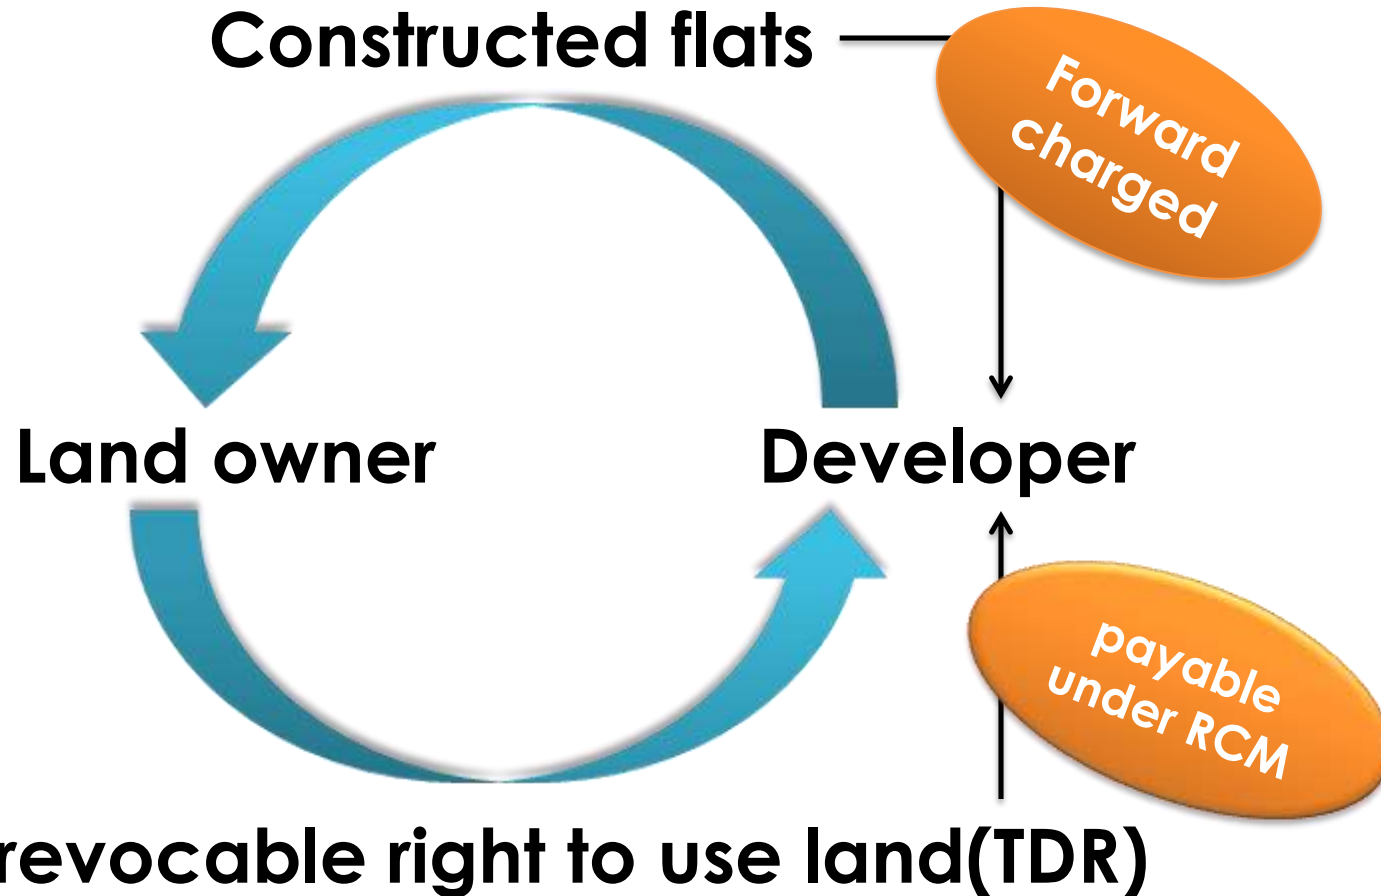 Constructed flats
Forward
charged
Land owner
Developer
payable
under RCM
revocable right to use land(TDR)